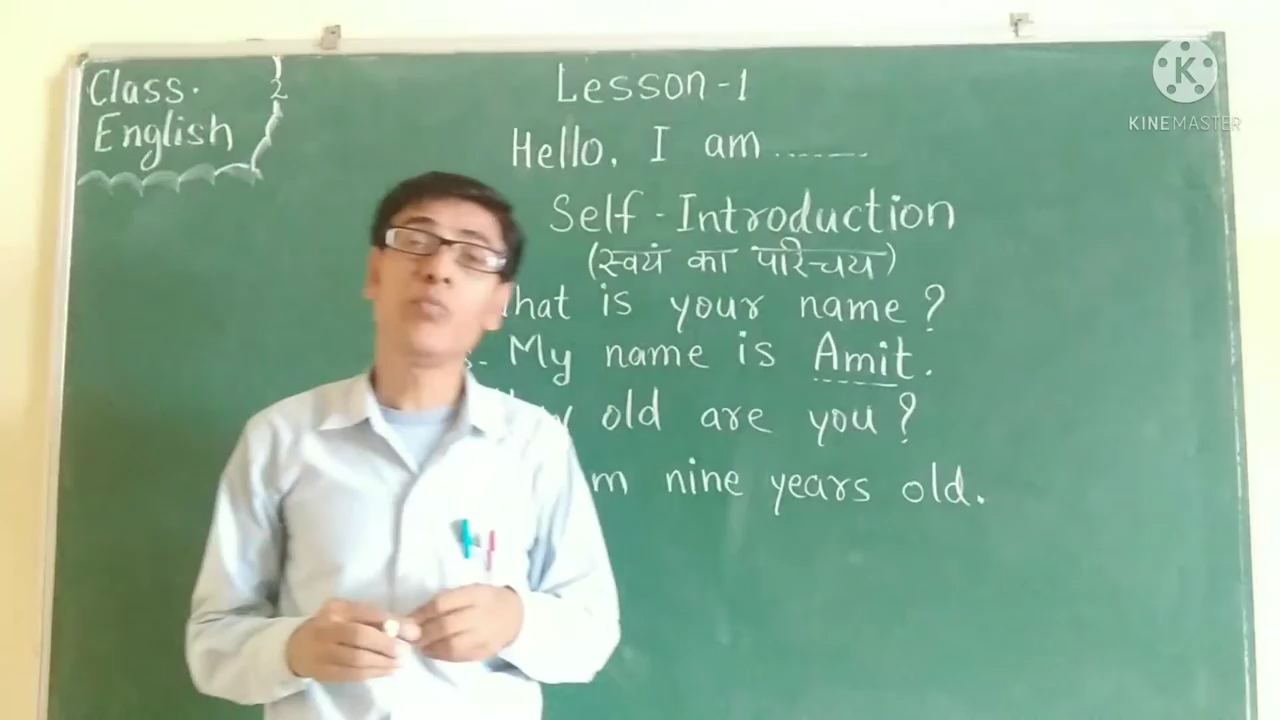 Class. 2
English
Lesson-1
Hello, I am .......
Self-Introduction
(स्वयं का परिचय)
hat is your name?
s. My name is Amit.
old are you?
m nine years old.
K
KINEMASTER